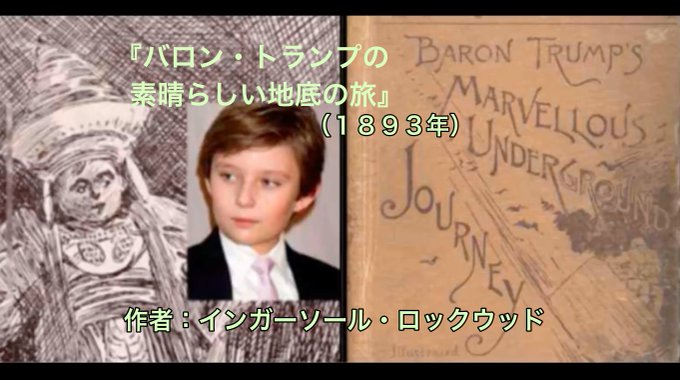 『バロン・トランプの
素晴らしい地底の旅』
（１８９３年）
BARON TRUMP'S
MARVELLOUS
UNDERGROUND
JOURNEY
作者：インガーソール・ロックウッド
Illustrated